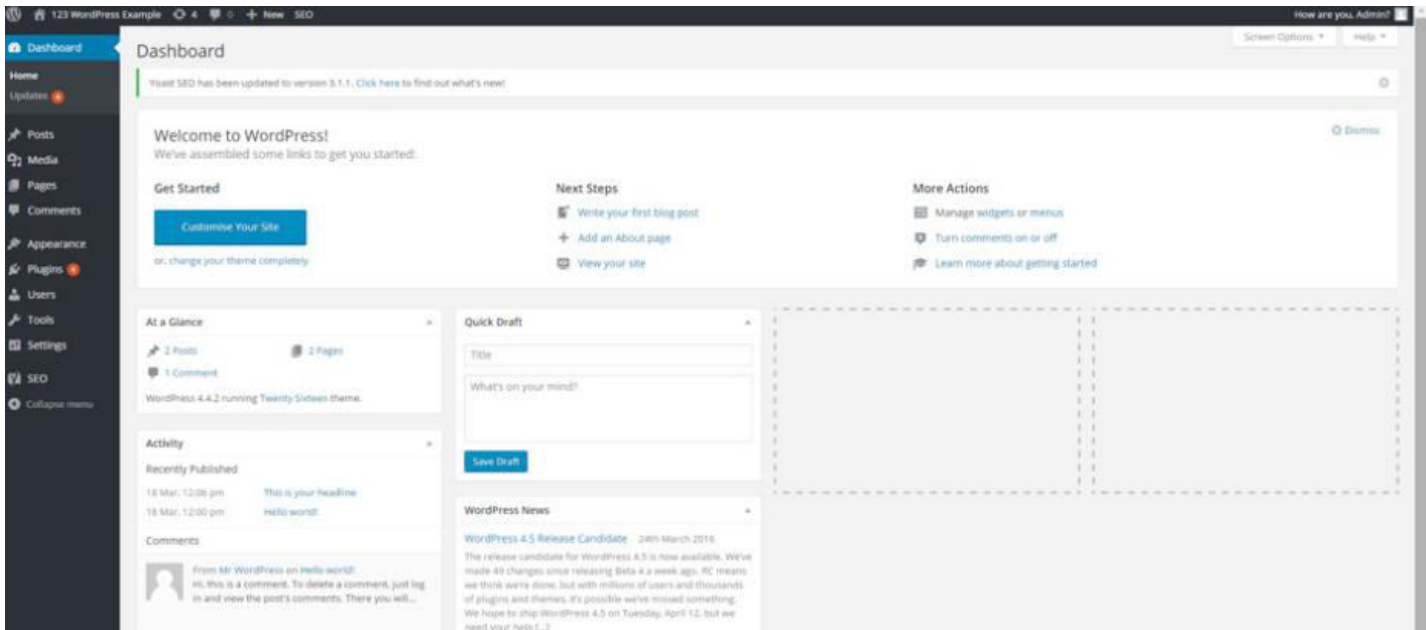 123 WordPress Example 4 0 + New SEO
How are you, Admin?
Dashboard
Home
Updates 4
Posts
Media
Pages
Comments
Appearance
Plugins 4
Users
Tools
Settings
SEO
Collapse menu
Screen Options Help
Dashboard
Yoast SEO has been updated to version 3.1.1. Click here to find out what's new!
Welcome to WordPress!
Dismiss
We've assembled some links to get you started:
Get Started
Customise Your Site
or, change your theme completely
Next Steps
Write your first blog post
Add an About page
View your site
More Actions
Manage widgets or menus
Turn comments on or off
Learn more about getting started
At a Glance
2 Posts 2 Pages
1 Comment
WordPress 4.4.2 running Twenty Sixteen theme.
Activity
Recently Published
18 Mar, 12:06 pm This is your headline
18 Mar, 12:00 pm Hello world!
Comments
From Mr WordPress on Hello world!
Hi, this is a comment. To delete a comment, just log
in and view the post's comments. There you will...
Quick Draft
Title
What's on your mind?
Save Draft
WordPress News
WordPress 4.5 Release Candidate 24th March 2016
The release candidate for WordPress 4.5 is now available. We've
made 49 changes since releasing Beta 4 a week ago. RC means
we think we're done, but with millions of users and thousands
of plugins and themes, it's possible we've missed something.
We hope to ship WordPress 4.5 on Tuesday, April 12, but we
need your help [...]